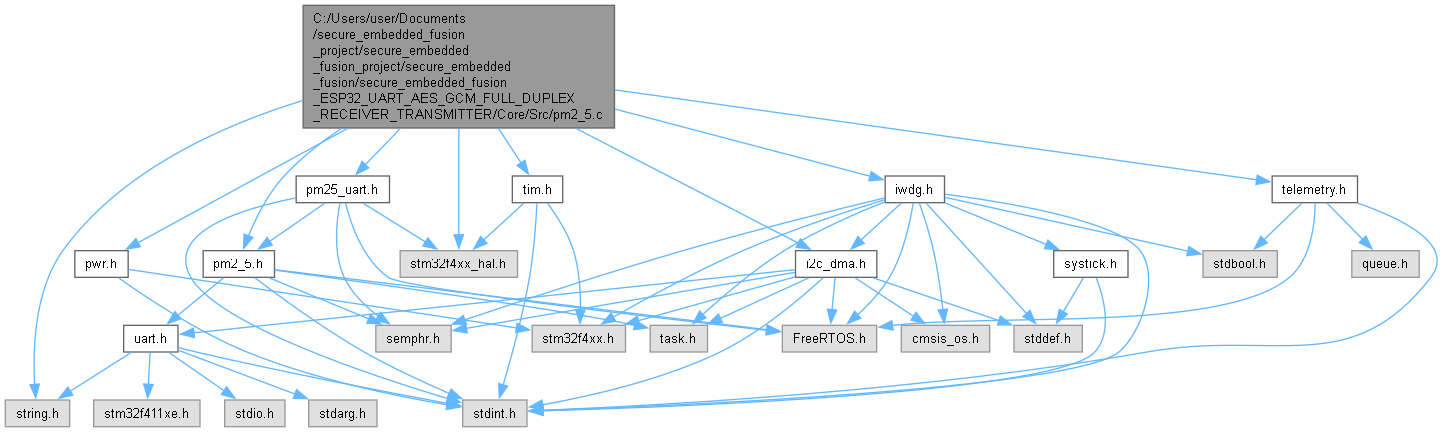 C:/Users/user/Documents
/secure_embedded_fusion
_project/secure_embedded
_fusion_project/secure_embedded
_fusion/secure_embedded_fusion
_ESP32_UART_AES_GCM_FULL_DUPLEX
_RECEIVER_TRANSMITTER/Core/Src/pm2_5.c
pm25_uart.h
tim.h
iwdg.h
telemetry.h
pwr.h
pm2_5.h
stm32f4xx_hal.h
i2c_dma.h
systick.h
stdbool.h
queue.h
uart.h
semphr.h
stm32f4xx.h
task.h
FreeRTOS.h
cmsis_os.h
stddef.h
string.h
stm32f411xe.h
stdio.h
stdarg.h
stdint.h